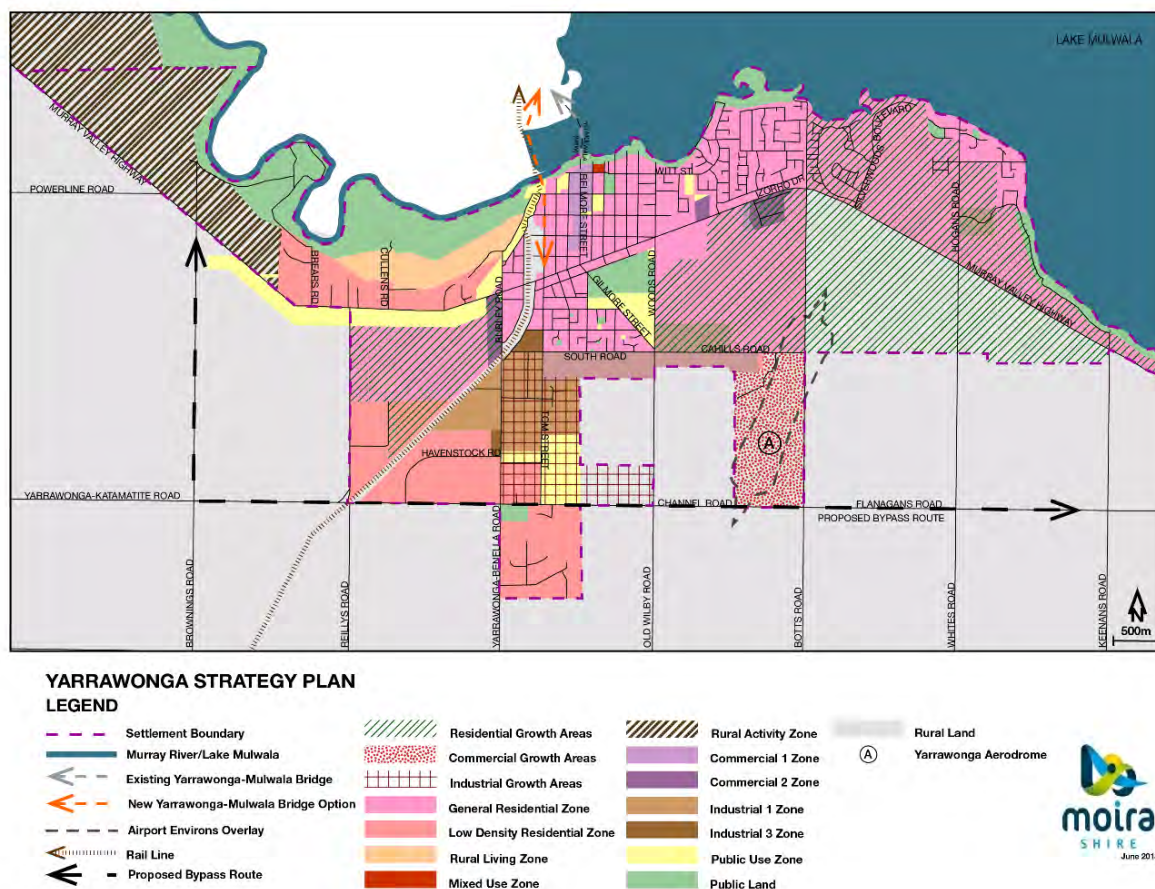 LAKE MULWALA
MURRAY VALLEY HIGHWAY
POWERLINE ROAD
BREARS RD
CULLENS RD
BURLEY ROAD
BELMORE STREET
WITT ST
ZORRO DR
SILVERWOODS BOULEVARD
HOGANS ROAD
GILMORE STREET
WOODS ROAD
MURRAY VALLEY HIGHWAY
SOUTH ROAD
CAHILLS ROAD
TOM STREET
HAVENSTOCK RD
A
YARRAWONGA-KATAMATITE ROAD
CHANNEL ROAD
FLANAGANS ROAD
PROPOSED BYPASS ROUTE
BROWNINGS ROAD
REILLYS ROAD
YARRAWONGA-BENELLA ROAD
OLD WILBY ROAD
BOTTS ROAD
WHITES ROAD
KEENANS ROAD
N
500m
YARRAWONGA STRATEGY PLAN
LEGEND
Settlement Boundary
Murray River/Lake Mulwala
Existing Yarrawonga-Mulwala Bridge
New Yarrawonga-Mulwala Bridge Option
Airport Environs Overlay
Rail Line
Proposed Bypass Route
Residential Growth Areas
Commercial Growth Areas
Industrial Growth Areas
General Residential Zone
Low Density Residential Zone
Rural Living Zone
Mixed Use Zone
Rural Activity Zone
Commercial 1 Zone
Commercial 2 Zone
Industrial 1 Zone
Industrial 3 Zone
Public Use Zone
Public Land
Rural Land
A Yarrawonga Aerodrome
moira
SHIRE
June